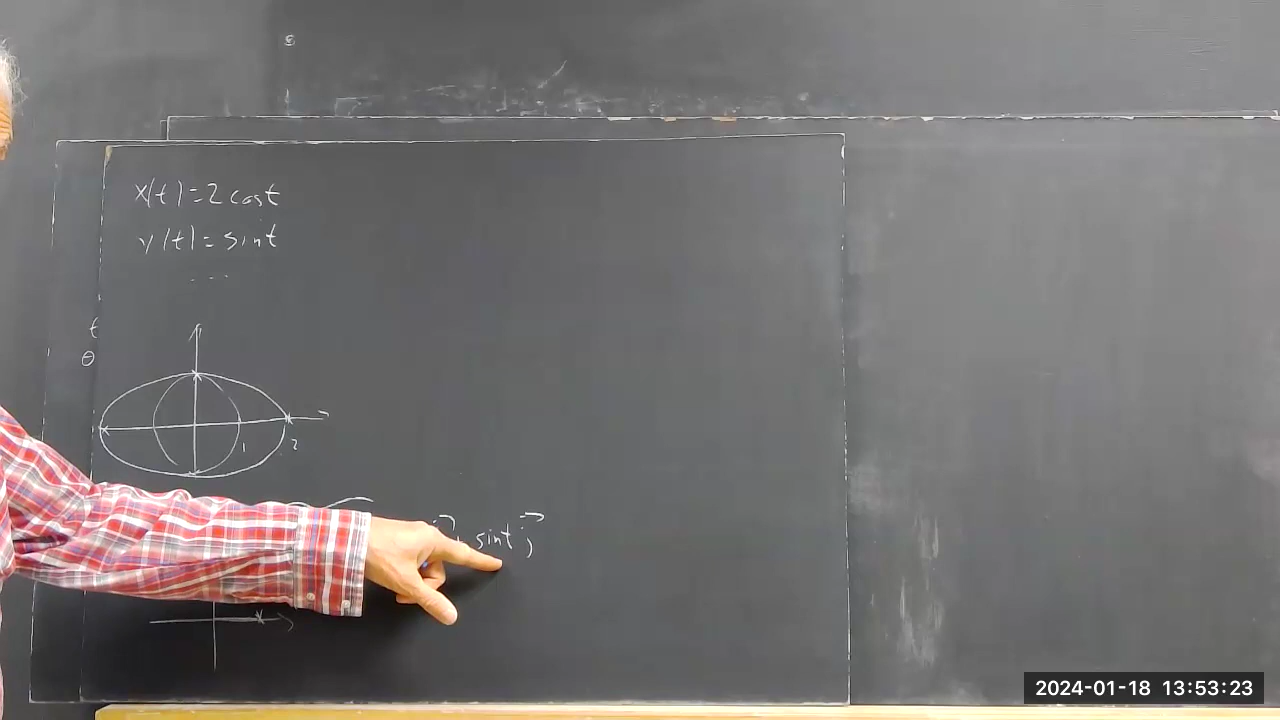 x(t) = 2 cos t
y(t) = sin t
...
t
θ
1
2
sin t j
2024-01-18 13:53:23